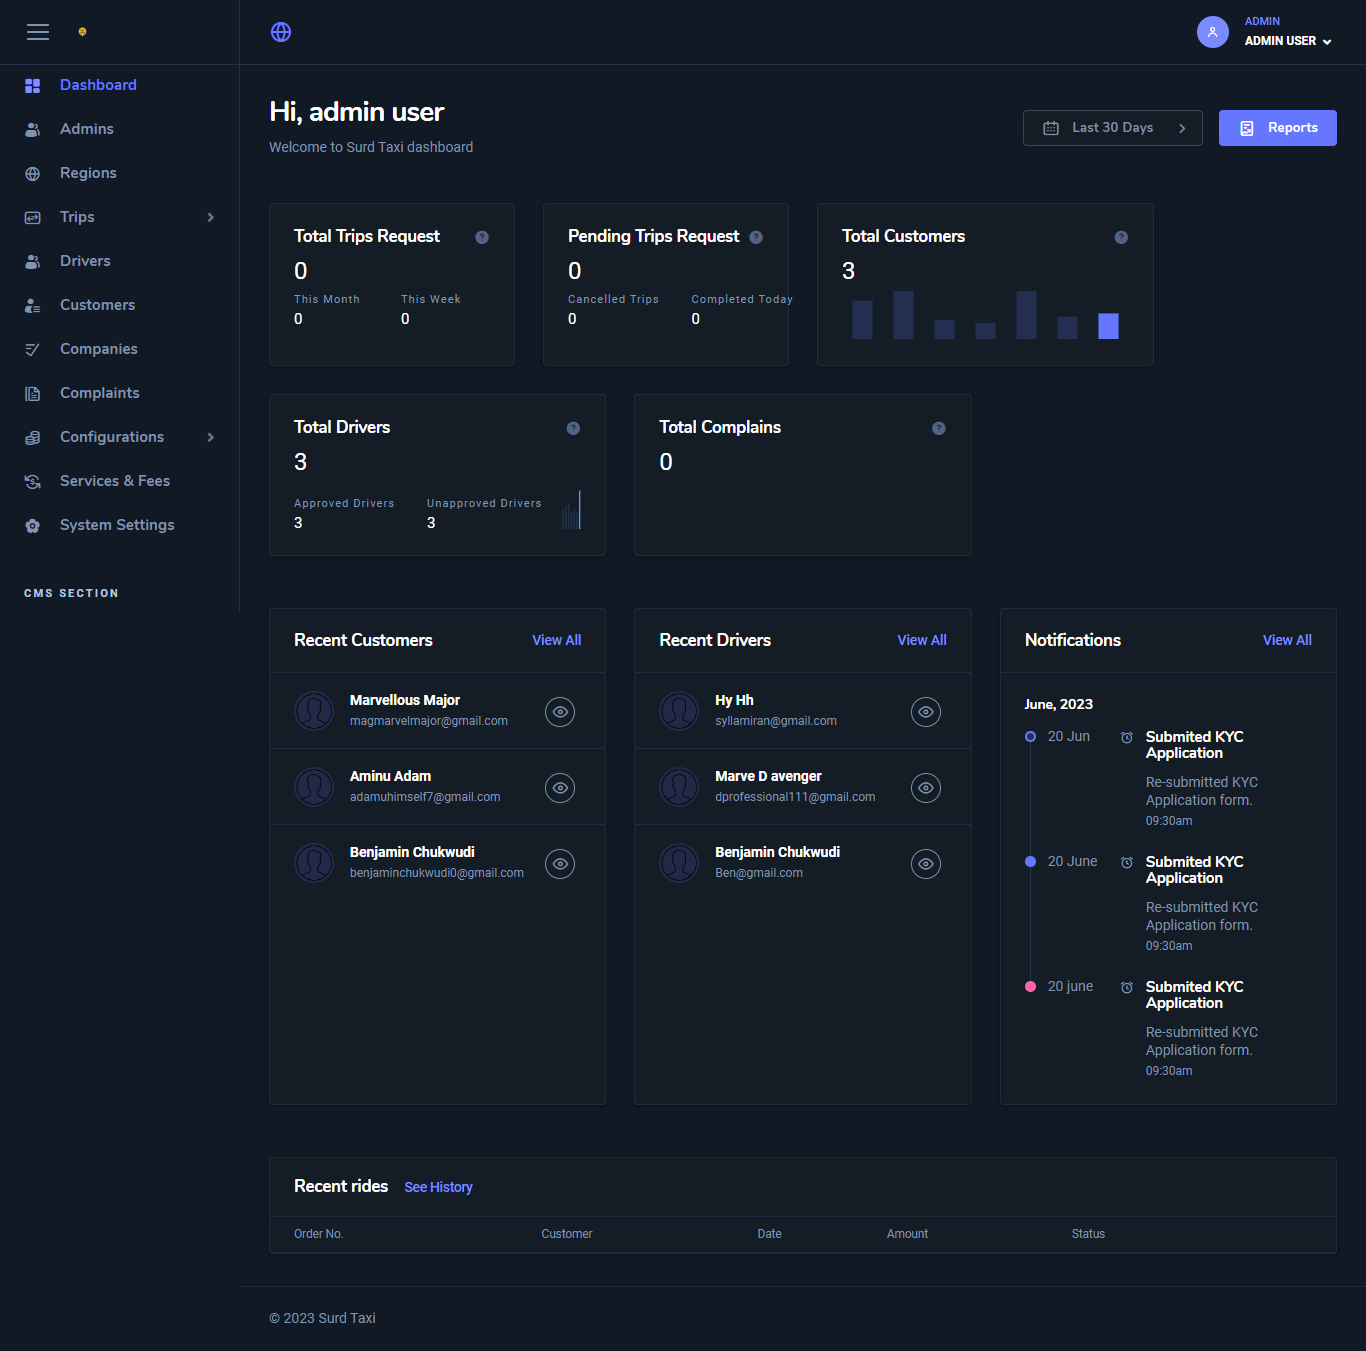 ADMIN
ADMIN USER
Dashboard
Admins
Regions
Trips
Drivers
Customers
Companies
Complaints
Configurations
Services & Fees
System Settings
CMS SECTION
Hi, admin user
Welcome to Surd Taxi dashboard
Last 30 Days
Reports
Total Trips Request
?
0
This Month
This Week
0
0
Pending Trips Request
?
0
Cancelled Trips
Completed Today
0
0
Total Customers
?
3
Total Drivers
?
3
Approved Drivers
Unapproved Drivers
3
3
Total Complains
?
0
Recent Customers
View All
Marvellous Major
magmarvelmajor@gmail.com
Aminu Adam
adamuhimself7@gmail.com
Benjamin Chukwudi
benjaminchukwudi0@gmail.com
Recent Drivers
View All
Hy Hh
syllamiran@gmail.com
Marve D avenger
dprofessional111@gmail.com
Benjamin Chukwudi
Ben@gmail.com
Notifications
View All
June, 2023
20 Jun
Submited KYC
Application
Re-submitted KYC
Application form.
09:30am
20 June
Submited KYC
Application
Re-submitted KYC
Application form.
09:30am
20 june
Submited KYC
Application
Re-submitted KYC
Application form.
09:30am
Recent rides
See History
Order No.
Customer
Date
Amount
Status
© 2023 Surd Taxi